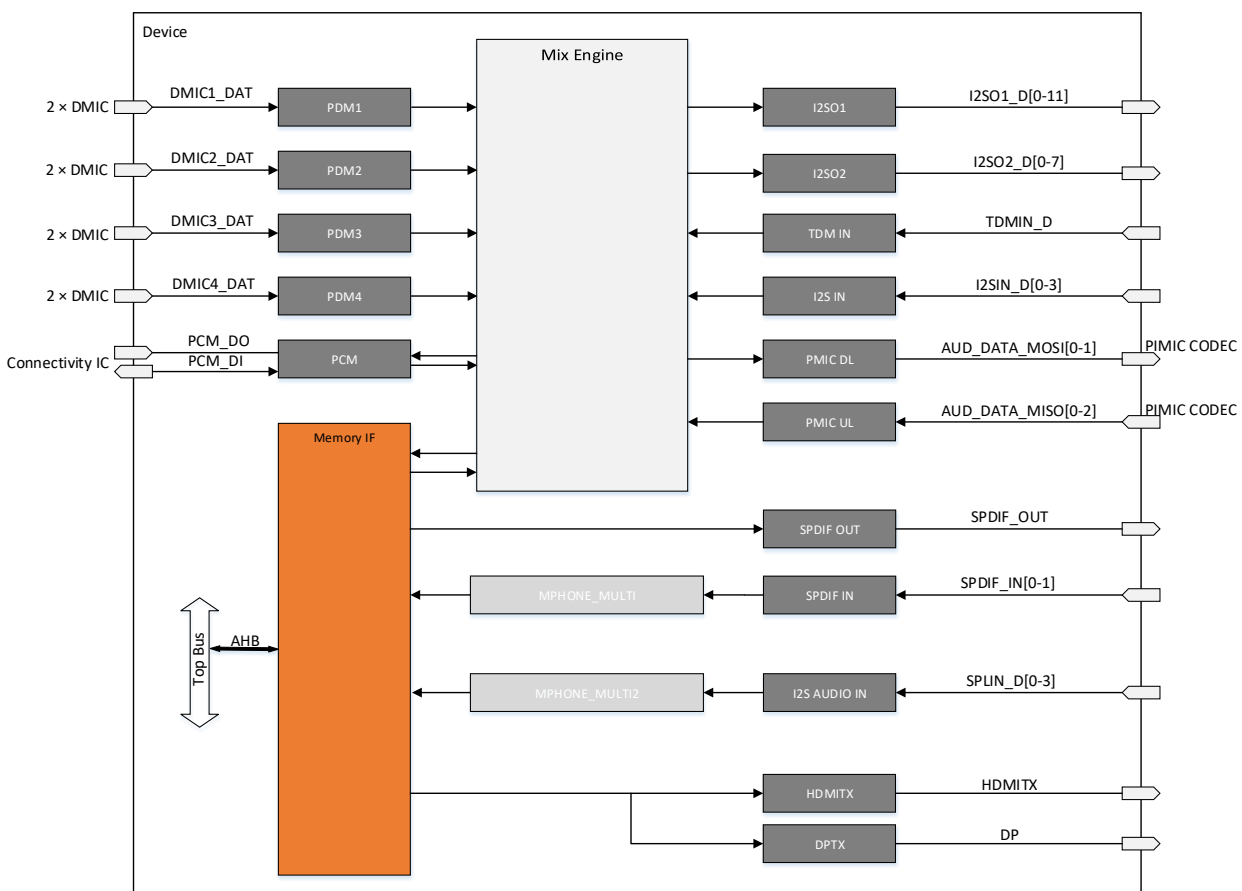 Device
Mix Engine
2 × DMIC
DMIC1_DAT
PDM1
I2SO1
I2SO1_D[0-11]
2 × DMIC
DMIC2_DAT
PDM2
I2SO2
I2SO2_D[0-7]
2 × DMIC
DMIC3_DAT
PDM3
TDM IN
TDMIN_D
2 × DMIC
DMIC4_DAT
PDM4
I2S IN
I2SIN_D[0-3]
Connectivity IC
PCM_DO
PCM_DI
PCM
PMIC DL
AUD_DATA_MOSI[0-1]
PIMIC CODEC
PMIC UL
AUD_DATA_MISO[0-2]
PIMIC CODEC
Memory IF
SPDIF OUT
SPDIF_OUT
MPHONE_MULTI
SPDIF IN
SPDIF_IN[0-1]
Top Bus
AHB
MPHONE_MULTI2
I2S AUDIO IN
SPLIN_D[0-3]
HDMITX
HDMITX
DPTX
DP